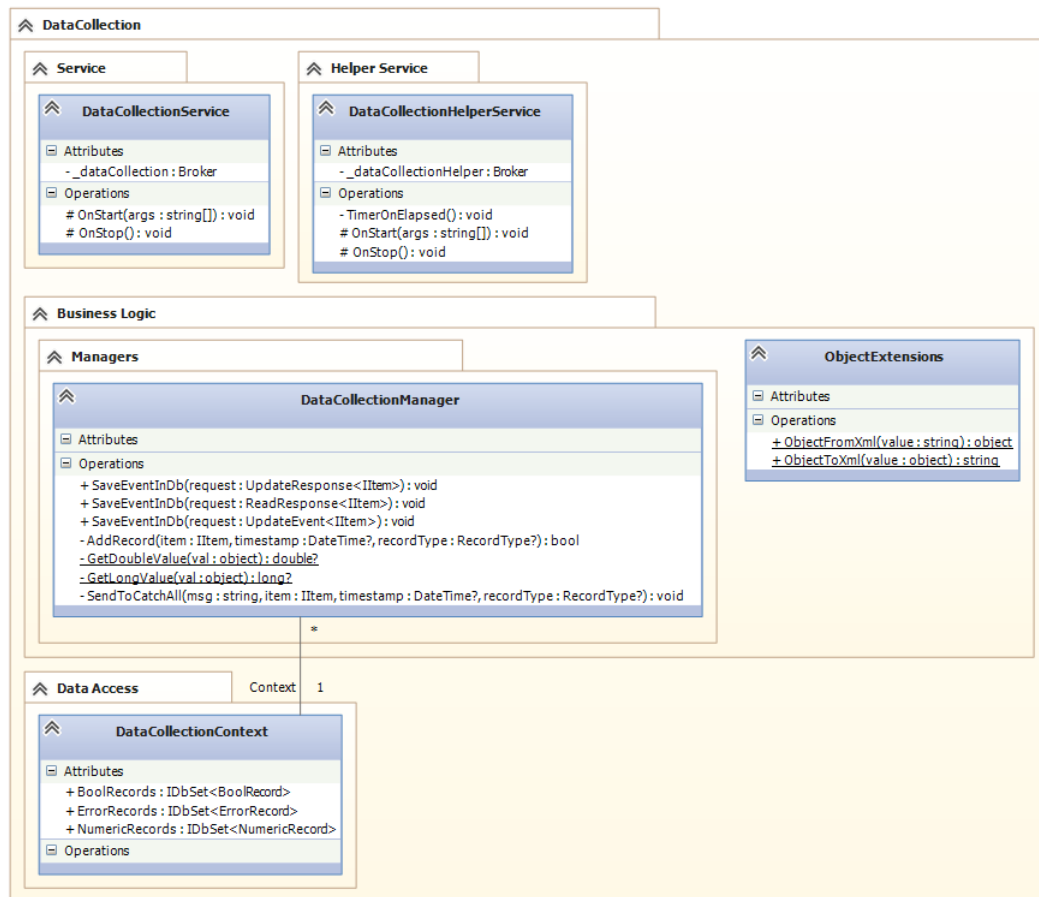 DataCollection
Service
DataCollectionService
Attributes
- _dataCollection : Broker
Operations
# OnStart(args : string[]) : void
# OnStop() : void
Helper Service
DataCollectionHelperService
Attributes
- _dataCollectionHelper : Broker
Operations
- TimerOnElapsed() : void
# OnStart(args : string[]) : void
# OnStop() : void
Business Logic
Managers
DataCollectionManager
Attributes
Operations
+ SaveEventInDb(request : UpdateResponse<IItem>) : void
+ SaveEventInDb(request : ReadResponse<IItem>) : void
+ SaveEventInDb(request : UpdateEvent<IItem>) : void
- AddRecord(item : IItem, timestamp : DateTime?, recordType : RecordType?) : bool
- GetDoubleValue(val : object) : double?
- GetLongValue(val : object) : long?
- SendToCatchAll(msg : string, item : IItem, timestamp : DateTime?, recordType : RecordType?) : void
ObjectExtensions
Attributes
Operations
+ ObjectFromXml(value : string) : object
+ ObjectToXml(value : object) : string
*
Context 1
Data Access
DataCollectionContext
Attributes
+ BoolRecords : IDbSet<BoolRecord>
+ ErrorRecords : IDbSet<ErrorRecord>
+ NumericRecords : IDbSet<NumericRecord>
Operations